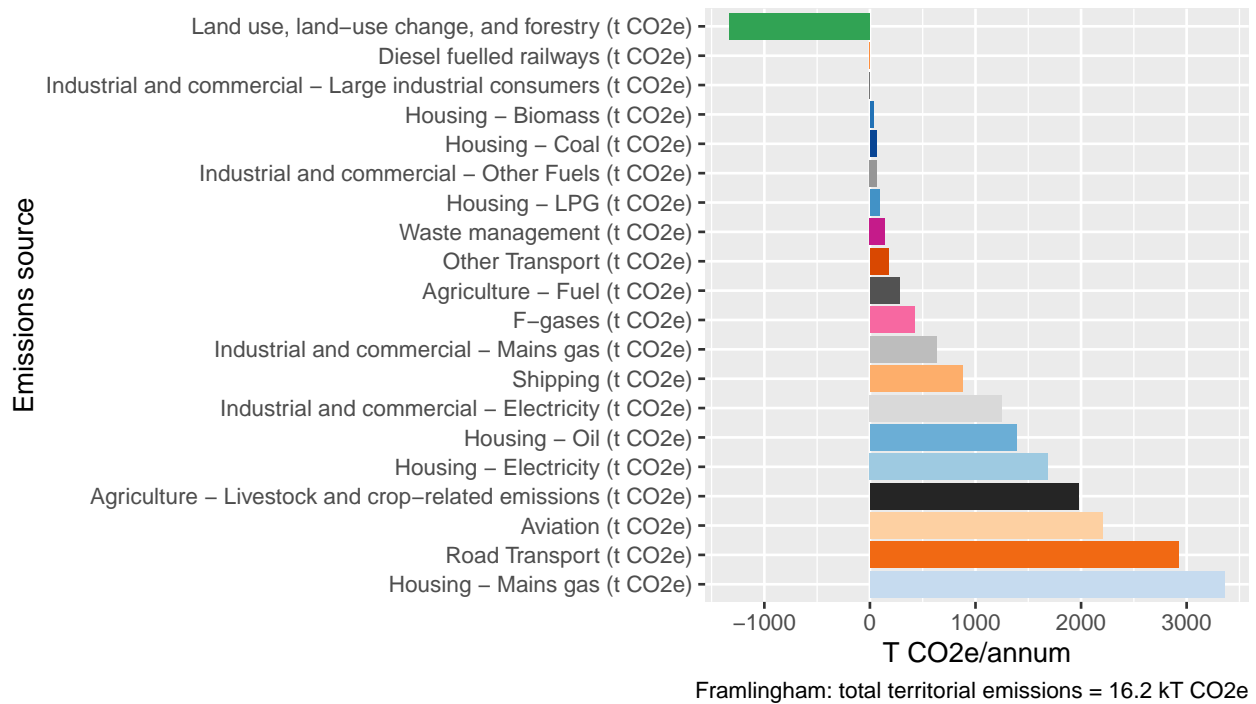 Emissions source
Land use, land−use change, and forestry (t CO2e)
Diesel fuelled railways (t CO2e)
Industrial and commercial − Large industrial consumers (t CO2e)
Housing − Biomass (t CO2e)
Housing − Coal (t CO2e)
Industrial and commercial − Other Fuels (t CO2e)
Housing − LPG (t CO2e)
Waste management (t CO2e)
Other Transport (t CO2e)
Agriculture − Fuel (t CO2e)
F−gases (t CO2e)
Industrial and commercial − Mains gas (t CO2e)
Shipping (t CO2e)
Industrial and commercial − Electricity (t CO2e)
Housing − Oil (t CO2e)
Housing − Electricity (t CO2e)
Agriculture − Livestock and crop−related emissions (t CO2e)
Aviation (t CO2e)
Road Transport (t CO2e)
Housing − Mains gas (t CO2e)
−1000 0 1000 2000 3000
T CO2e/annum
Framlingham: total territorial emissions = 16.2 kT CO2e